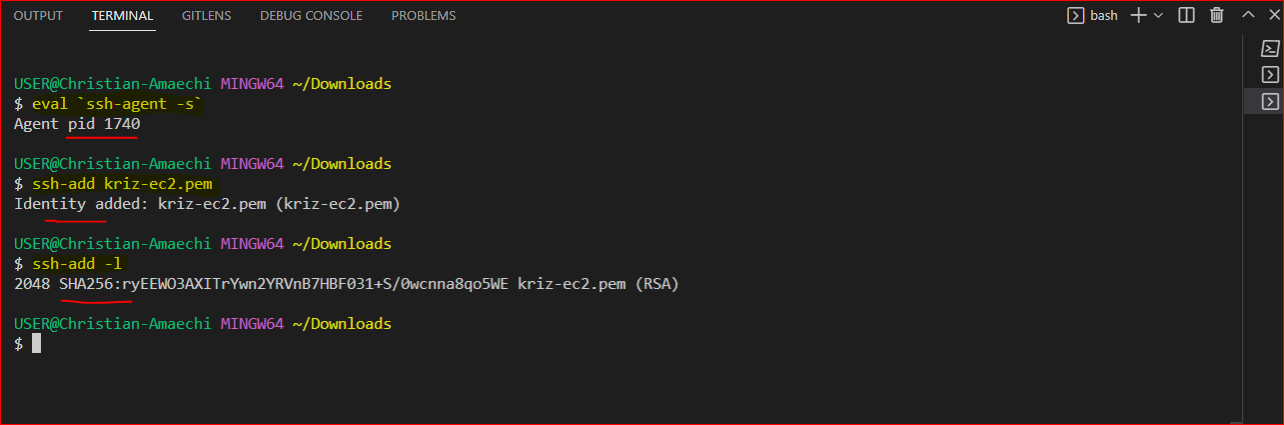 OUTPUT TERMINAL GITLENS DEBUG CONSOLE PROBLEMS bash
USER@Christian-Amaechi MINGW64 ~/Downloads
$ eval `ssh-agent -s`
Agent pid 1740
USER@Christian-Amaechi MINGW64 ~/Downloads
$ ssh-add kriz-ec2.pem
Identity added: kriz-ec2.pem (kriz-ec2.pem)
USER@Christian-Amaechi MINGW64 ~/Downloads
$ ssh-add -l
2048 SHA256:ryEEWO3AXITrYwn2YRVnB7HBF031+S/0wcnna8qo5WE kriz-ec2.pem (RSA)
USER@Christian-Amaechi MINGW64 ~/Downloads
$